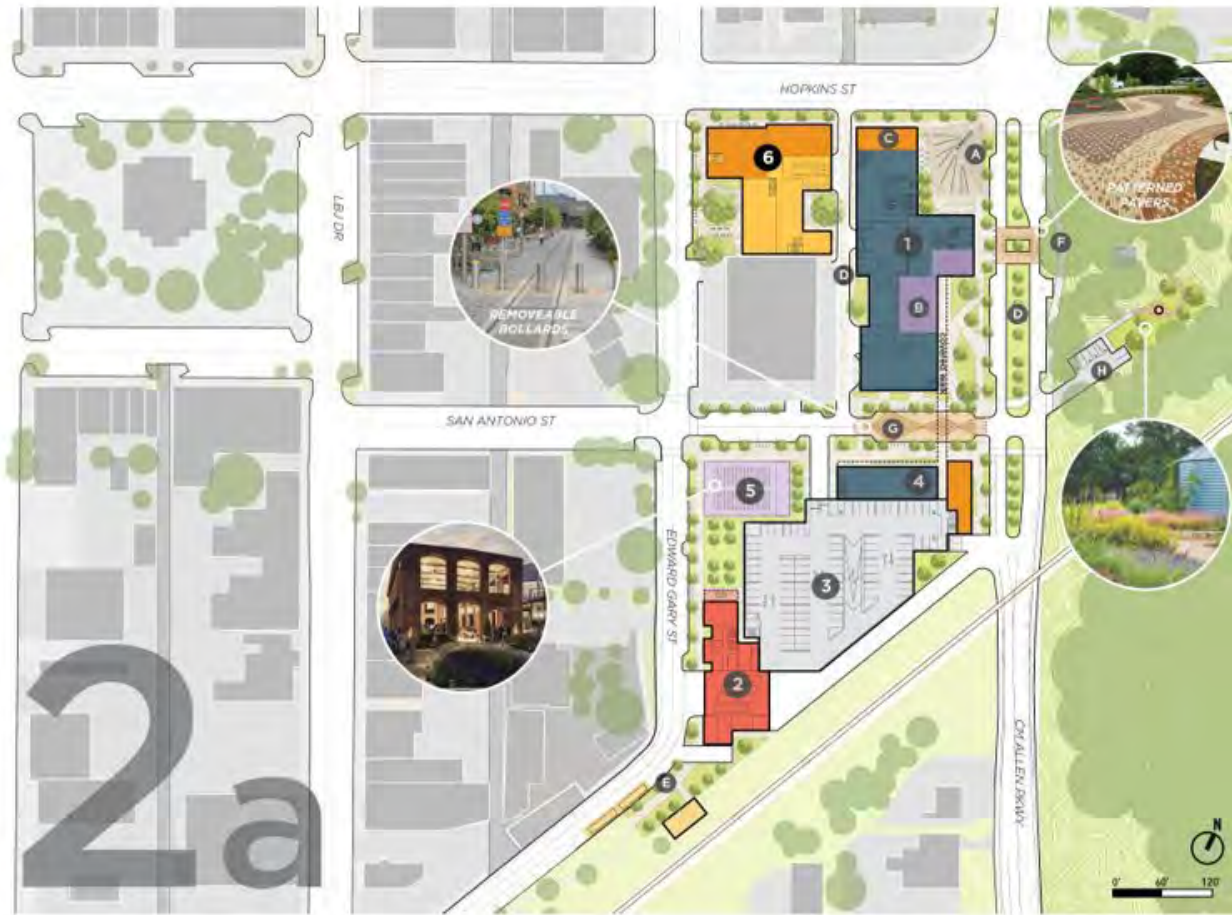 HOPKINS ST
C
A
6
PATTERNED
PAVERS
LBJ DR
1
F
D
REMOVEABLE
BOLLARDS
B
D
H
SAN ANTONIO ST
G
5
4
EDWARD GARY ST
3
2
E
CM ALLEN PKWY
2a
N
0' 60' 120'